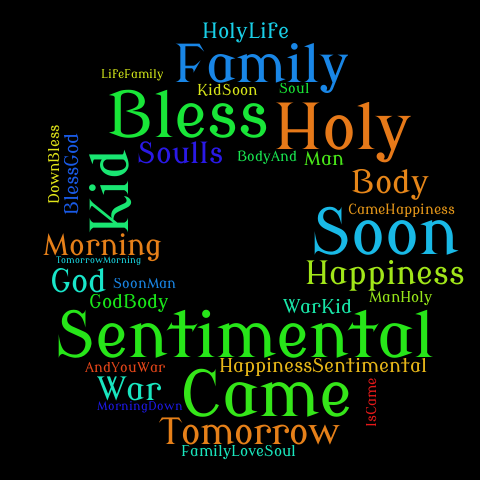 HolyLife
Family
LifeFamily
KidSoon
Soul
Bless
Holy
DownBless
BlessGod
Kid
Soulls
BodyAnd
Man
Body
CameHappiness
Soon
Morning
TomorrowMorning
God
SoonMan
Happiness
GodBody
WarKid
ManHoly
Sentimental
AndYouWar
HappinessSentimental
War
Came
IsCame
MorningDown
Tomorrow
FamilyLoveSoul